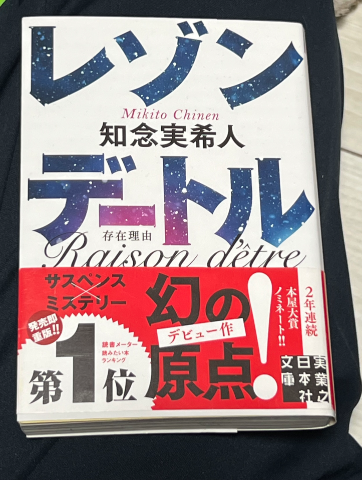 レゾン
Mikito Chinen
知念実希人
デートル
存在理由
Raison d'être
サスペンス
ミステリー
発売即
重版!!
第1位
読書メーター
読みたい本
ランキング
幻の
デビュー作
原点!
2年連続
本屋大賞
ノミネート!!
実業之
日本社
文庫